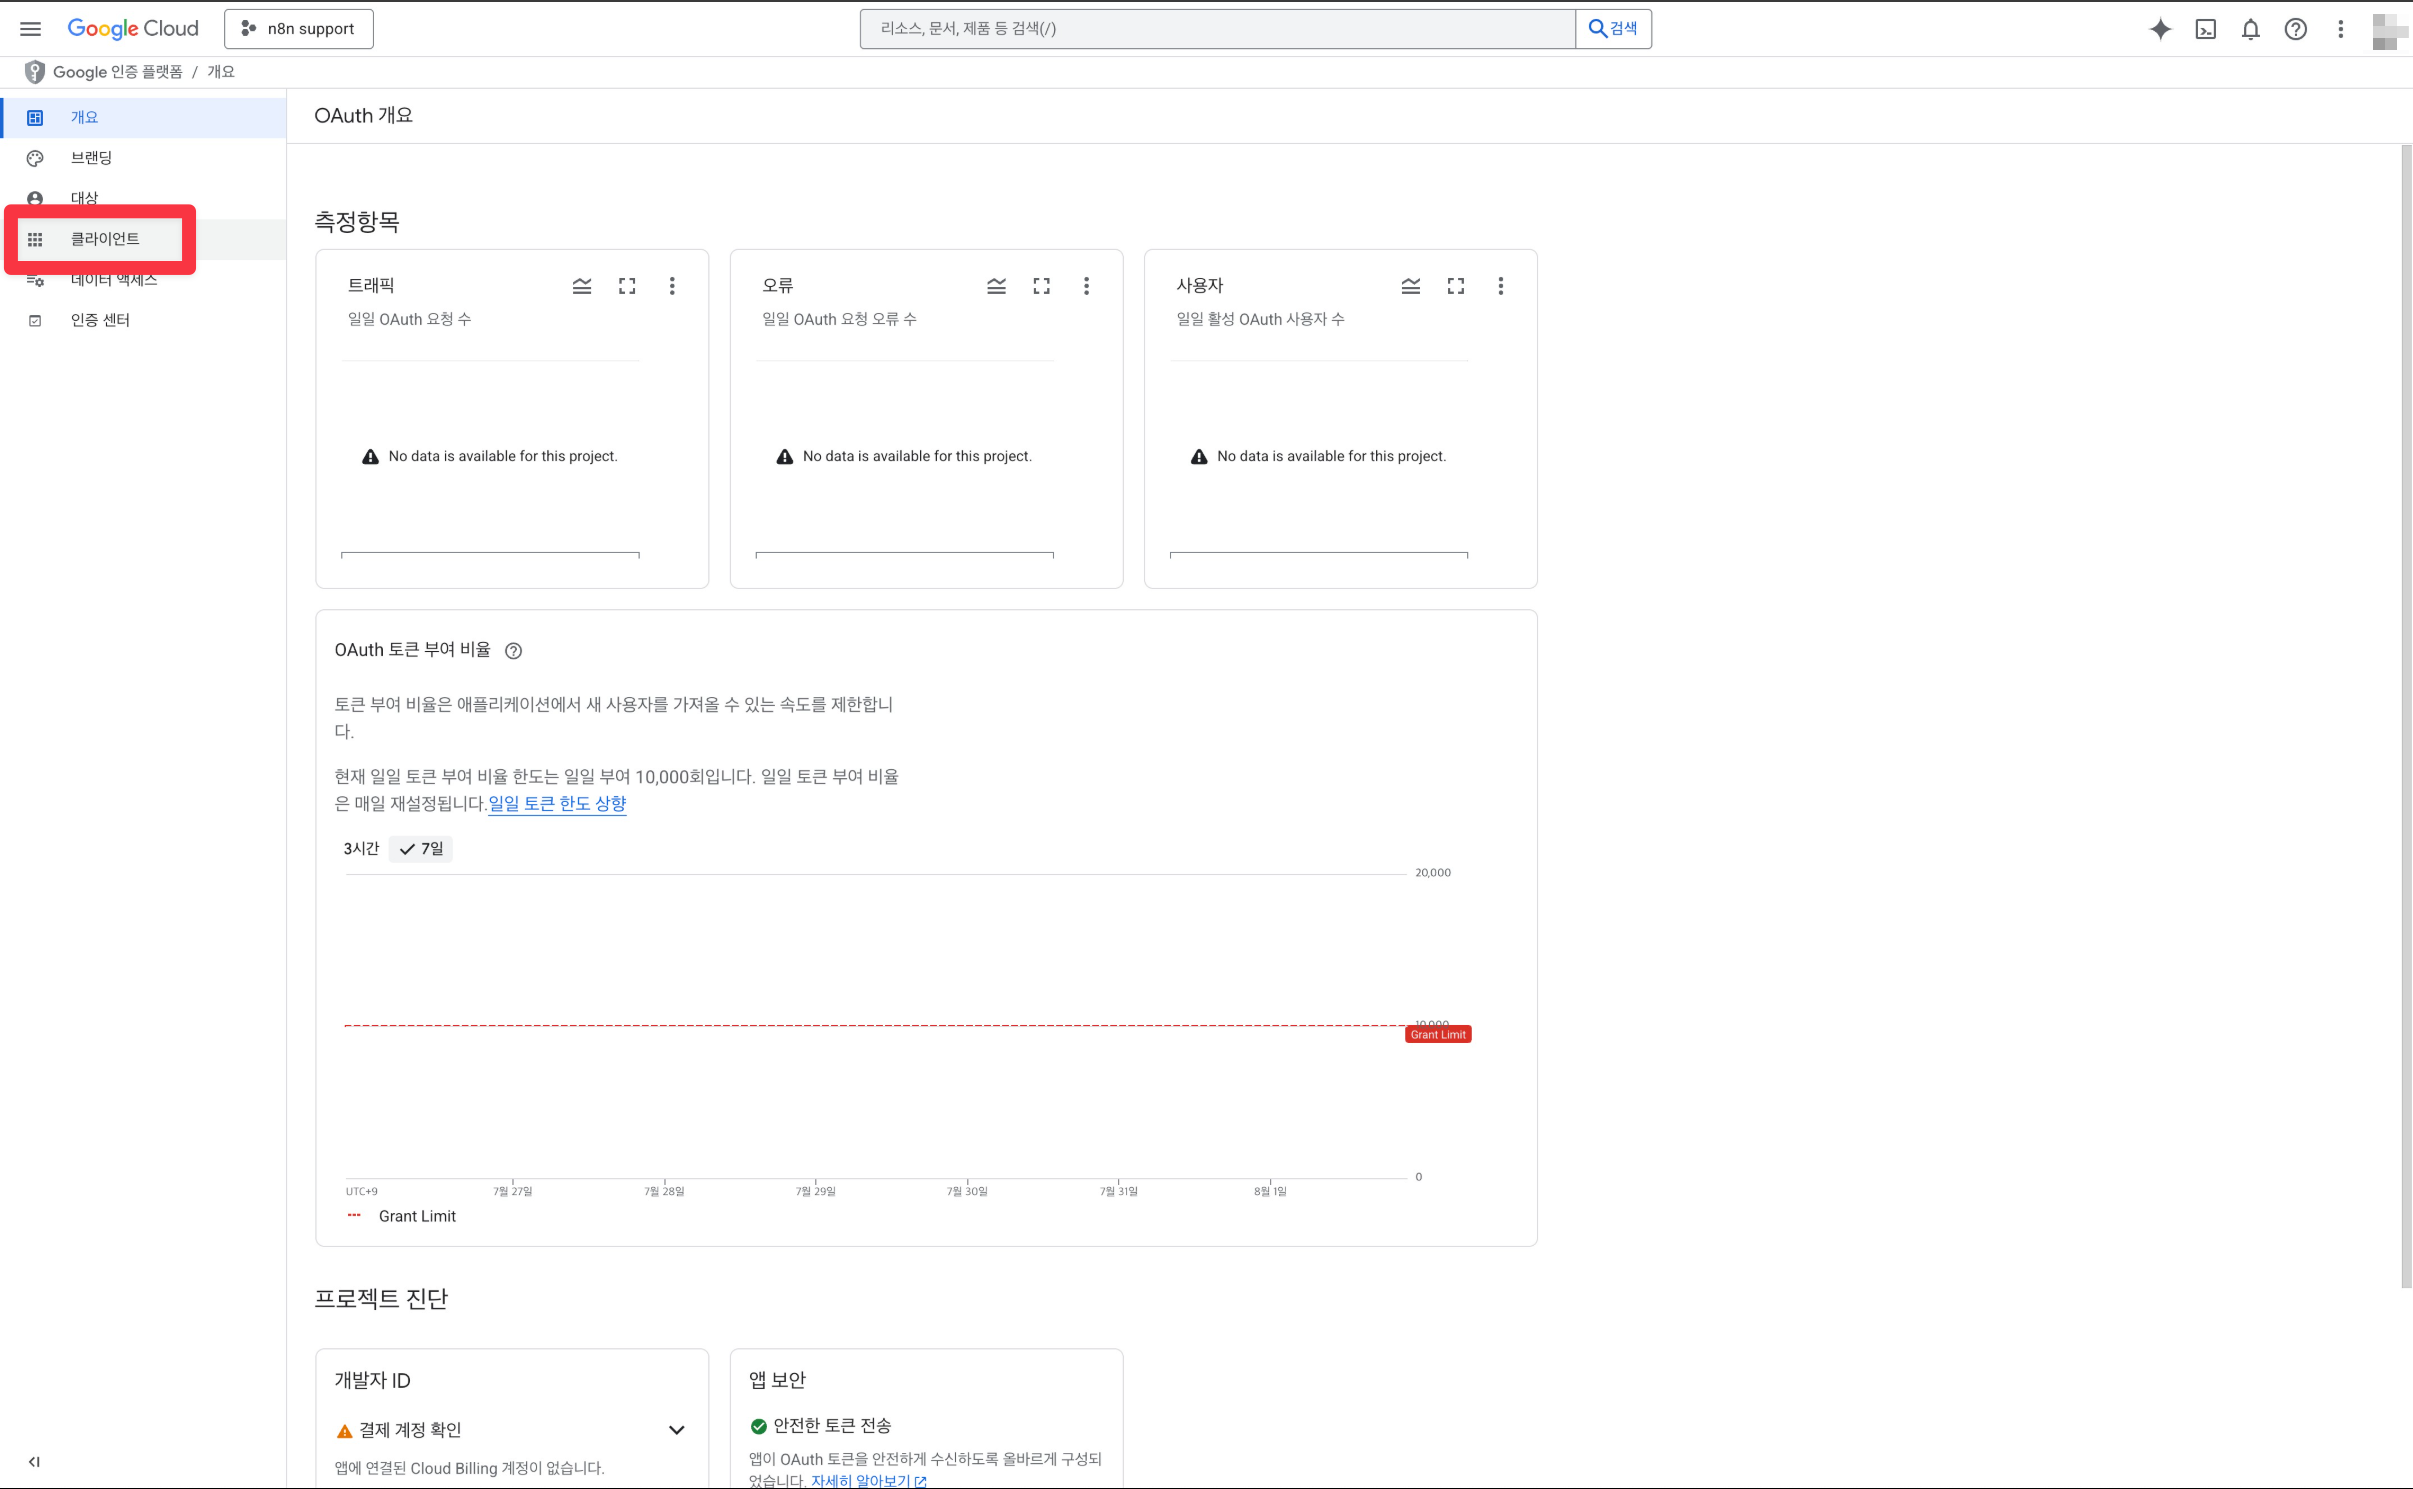 Google Cloud
n8n support
리소스, 문서, 제품 등 검색(/)
검색
Google 인증 플랫폼 / 개요
개요
브랜딩
대상
클라이언트
데이터 액세스
인증 센터
OAuth 개요
측정항목
트래픽
일일 OAuth 요청 수
No data is available for this project.
오류
일일 OAuth 요청 오류 수
No data is available for this project.
사용자
일일 활성 OAuth 사용자 수
No data is available for this project.
OAuth 토큰 부여 비율
토큰 부여 비율은 애플리케이션에서 새 사용자를 가져올 수 있는 속도를 제한합니
다.
현재 일일 토큰 부여 비율 한도는 일일 부여 10,000회입니다. 일일 토큰 부여 비율
은 매일 재설정됩니다.일일 토큰 한도 상향
3시간 7일
20,000
10,000
Grant Limit
0
UTC+9 7월 27일 7월 28일 7월 29일 7월 30일 7월 31일 8월 1일
Grant Limit
프로젝트 진단
개발자 ID
결제 계정 확인
앱에 연결된 Cloud Billing 계정이 없습니다.
앱 보안
안전한 토큰 전송
앱이 OAuth 토큰을 안전하게 수신하도록 올바르게 구성되
었습니다. 자세히 알아보기